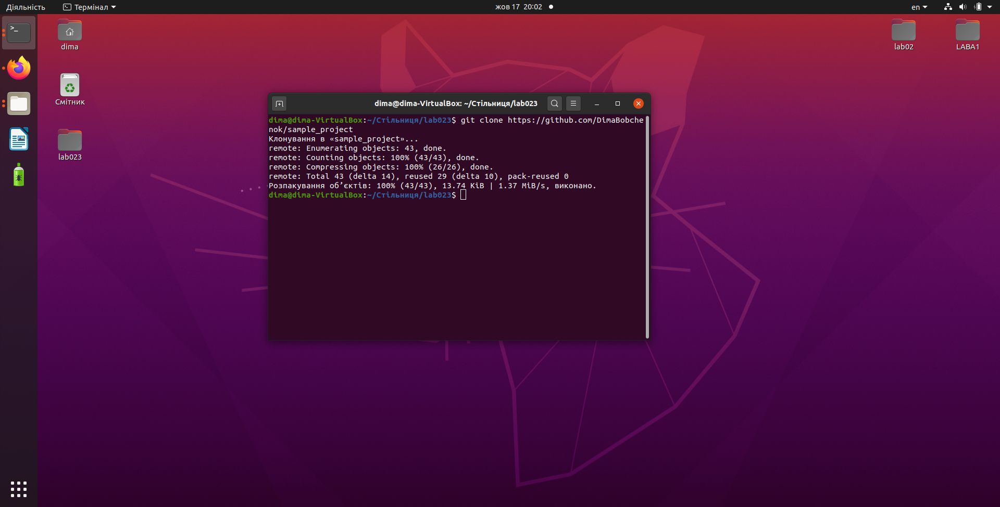 Діяльність
Термінал
жов 17 20:02
en
dima
lab02
LABA1
Смітник
lab023
dima@dima-VirtualBox: ~/Стільниця/lab023
dima@dima-VirtualBox:~/Стільниця/lab023$ git clone https://github.com/DimaBobche
nok/sample_project
Клонування в «sample_project»...
remote: Enumerating objects: 43, done.
remote: Counting objects: 100% (43/43), done.
remote: Compressing objects: 100% (26/26), done.
remote: Total 43 (delta 14), reused 29 (delta 10), pack-reused 0
Розпакування об’єктів: 100% (43/43), 13.74 KiB | 1.37 MiB/s, виконано.
dima@dima-VirtualBox:~/Стільниця/lab023$